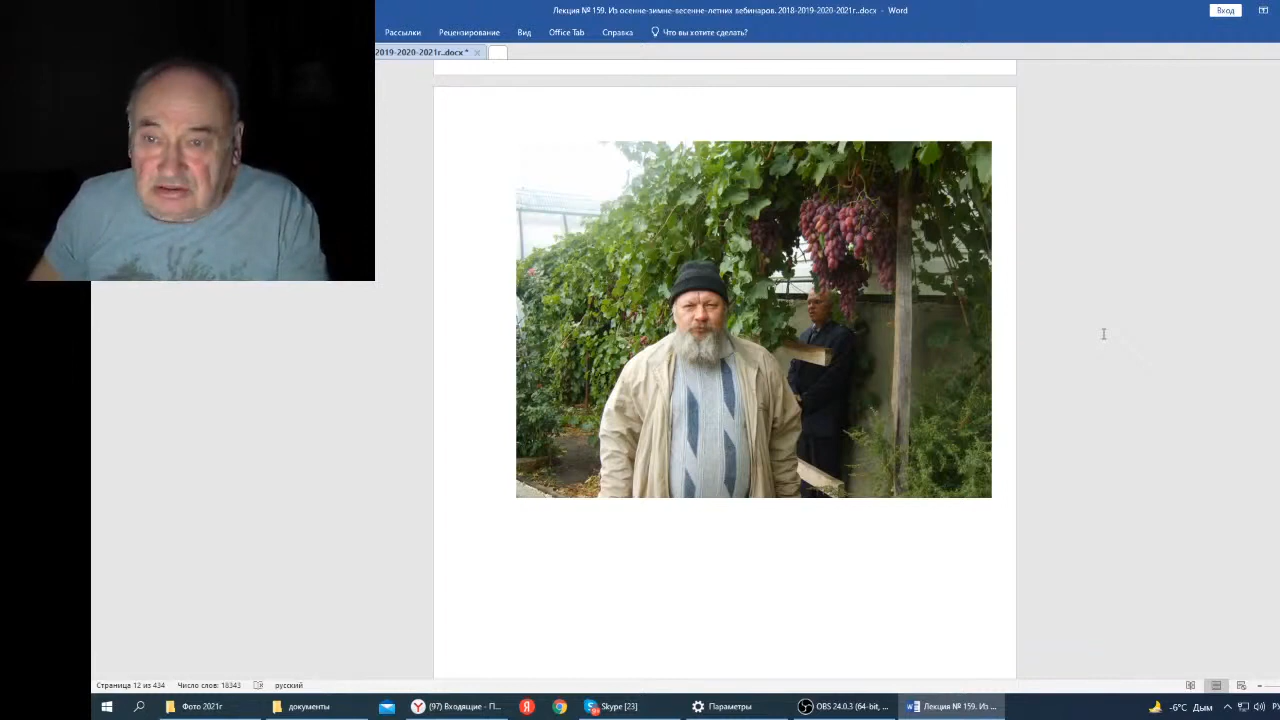 Лекция № 159. Из осенне-зимне-весенне-летних вебинаров. 2018-2019-2020-2021г..docx - Word
Вход
Рассылки Рецензирование Вид Office Tab Справка Что вы хотите сделать?
2019-2020-2021г..docx *
Страница 12 из 434 Число слов: 18343 русский
Фото 2021г документы (97) Входящие - П... Skype [23] Параметры OBS 24.0.3 (64-bit, ... Лекция № 159. Из ... -6°C Дым